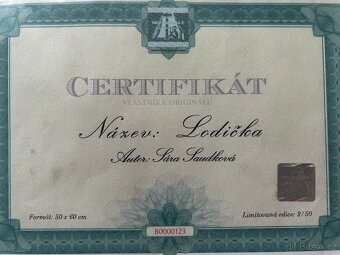 CERTIFIKÁT
VLASTNÍKA ORIGINÁLU
Název: Lodička
Autor: Sára Saudková
Formát: 50 x 60 cm
Limitovaná edice: 2/50
B0000123